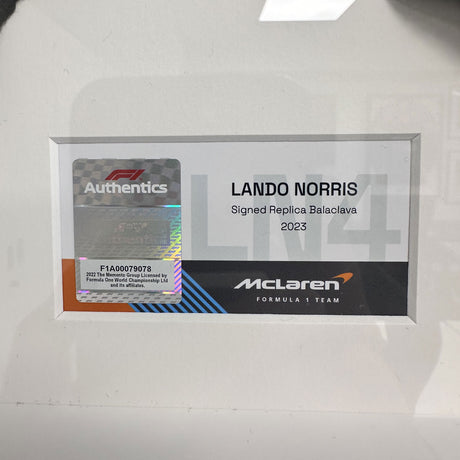 F1
Authentics
F1A00079078
2022 The Memento Group Licensed by
Formula One World Championship Ltd
and its affiliates.
LN4
LANDO NORRIS
Signed Replica Balaclava
2023
McLaren
FORMULA 1 TEAM